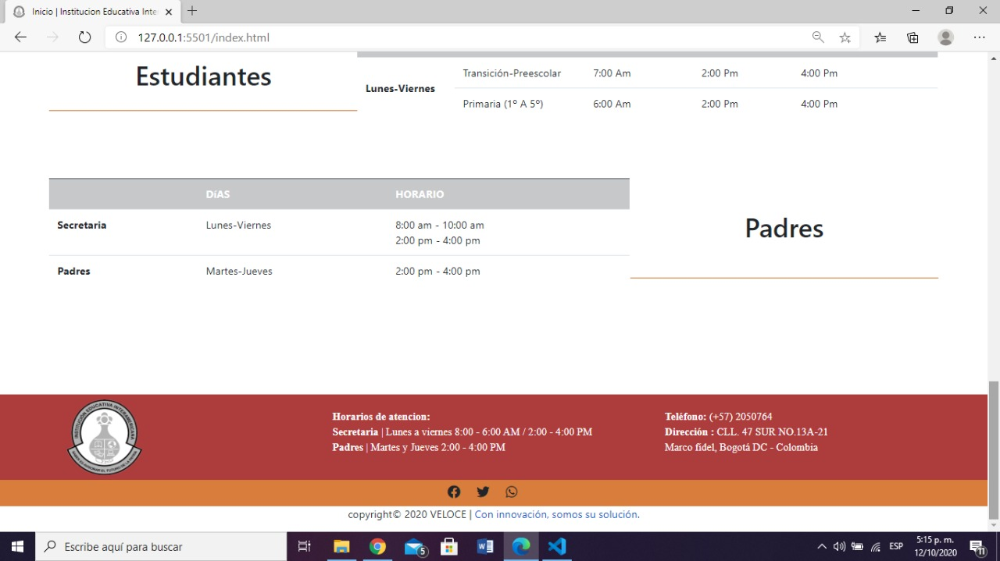 Inicio | Institucion Educativa Inte
127.0.0.1:5501/index.html
Estudiantes
Lunes-Viernes
Transición-Preescolar 7:00 Am 2:00 Pm 4:00 Pm
Primaria (1º A 5º) 6:00 Am 2:00 Pm 4:00 Pm
DíAS HORARIO
Secretaria Lunes-Viernes 8:00 am - 10:00 am
2:00 pm - 4:00 pm
Padres Martes-Jueves 2:00 pm - 4:00 pm
Padres
INSTITUCIÓN EDUCATIVA INTERAMERICANA
Horarios de atencion:
Secretaria | Lunes a viernes 8:00 - 6:00 AM / 2:00 - 4:00 PM
Padres | Martes y Jueves 2:00 - 4:00 PM
Teléfono: (+57) 2050764
Dirección : CLL. 47 SUR NO.13A-21
Marco fidel, Bogotá DC - Colombia
copyright© 2020 VELOCE | Con innovación, somos su solución.
Escribe aquí para buscar
5
ESP
5:15 p. m.
12/10/2020
11